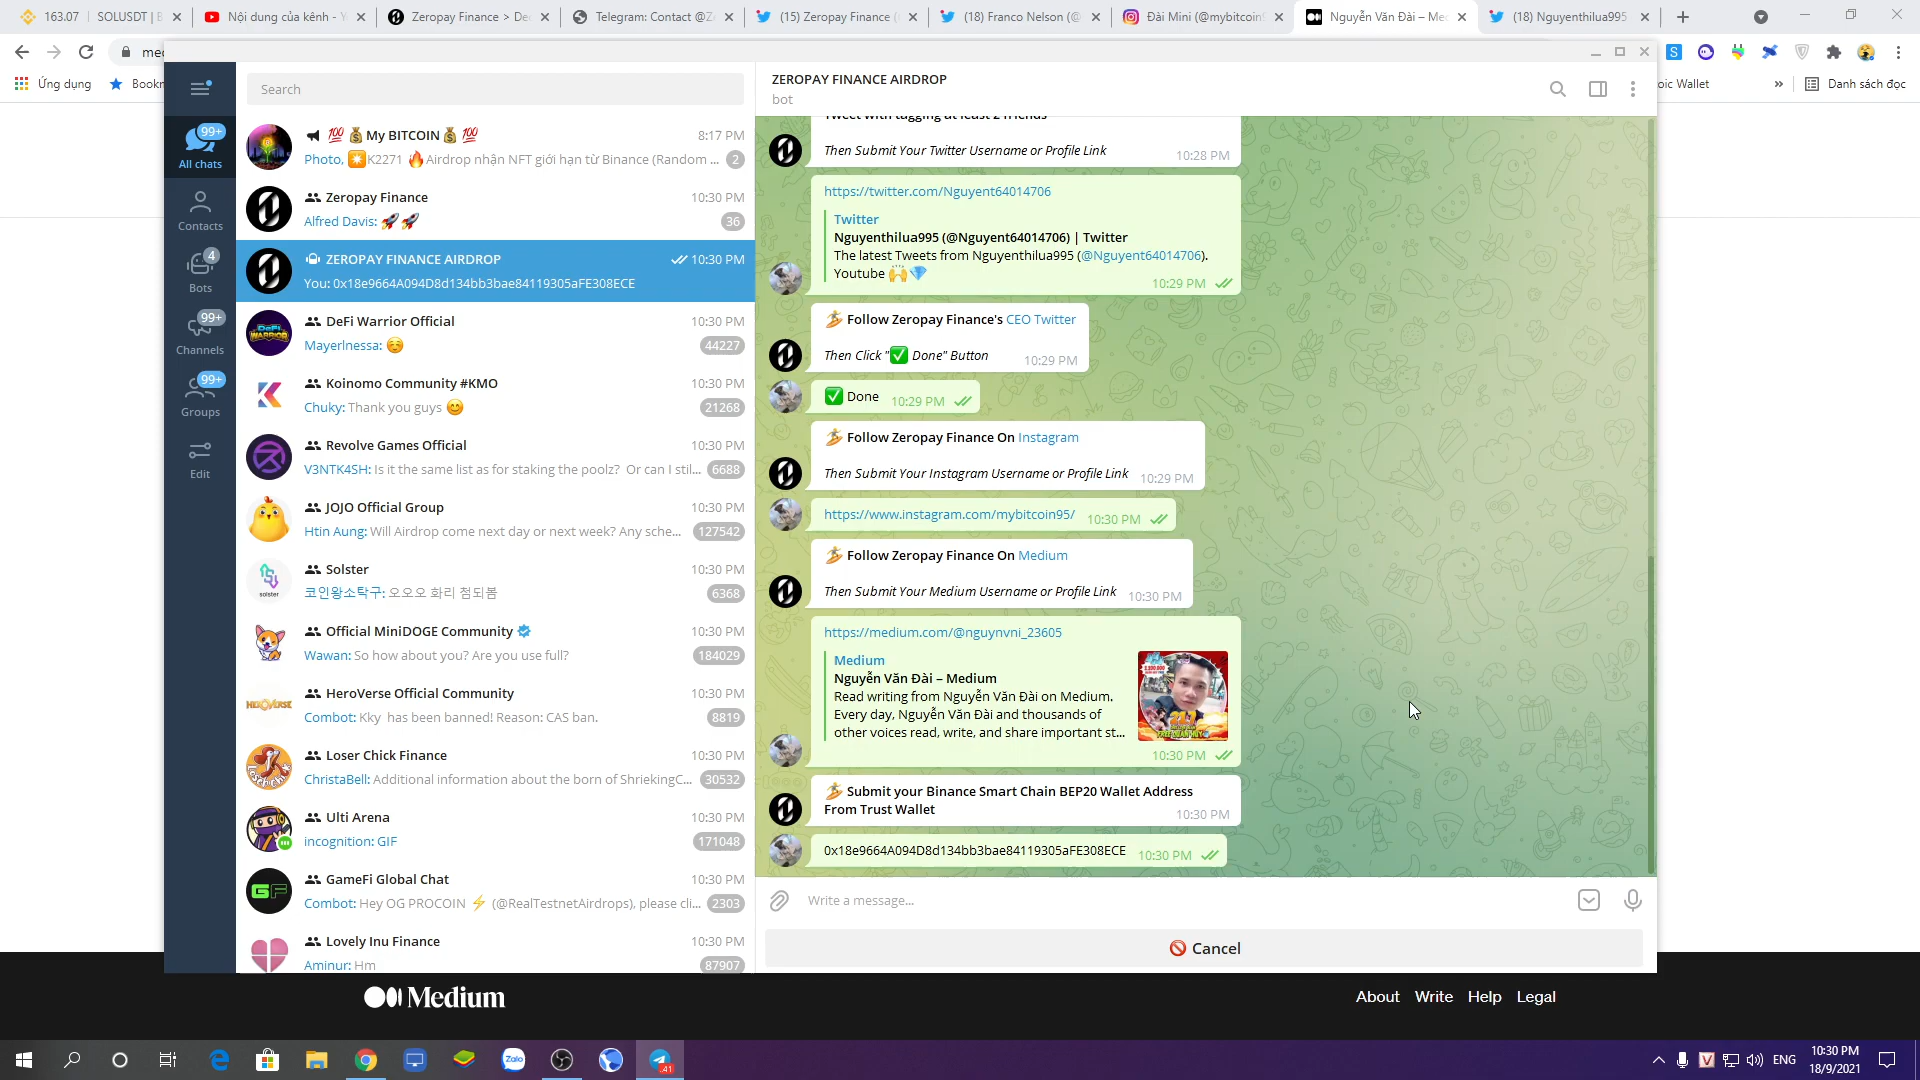 163.07 | SOLUSDT | B
Nội dung của kênh - Y
Zeropay Finance > De
Telegram: Contact @Z
(15) Zeropay Finance (
(18) Franco Nelson (@
Đài Mini (@mybitcoin9
Nguyễn Văn Đài – Med
(18) Nguyenthilua995
med
Ứng dụng
Bookn
oic Wallet
»
Danh sách đọc
99+
All chats
Contacts
4
Bots
99+
Channels
99+
Groups
Edit
Search
💯💰My BITCOIN💰💯 8:17 PM
Photo, 💥K2271 🔥Airdrop nhận NFT giới hạn từ Binance (Random ... 2
Zeropay Finance 10:30 PM
Alfred Davis: 🚀🚀 36
ZEROPAY FINANCE AIRDROP 10:30 PM
You: 0x18e9664A094D8d134bb3bae84119305aFE308ECE
DeFi Warrior Official 10:30 PM
Mayerlnessa: ☺️ 44227
Koinomo Community #KMO 10:30 PM
Chuky: Thank you guys 😊 21268
Revolve Games Official 10:30 PM
V3NTK4SH: Is it the same list as for staking the poolz? Or can I stil... 6688
JOJO Official Group 10:30 PM
Htin Aung: Will Airdrop come next day or next week? Any sche... 127542
Solster 10:30 PM
코인왕소탁구: 오오오 화리 첨되봄 6368
Official MiniDOGE Community 10:30 PM
Wawan: So how about you? Are you use full? 184029
HeroVerse Official Community 10:30 PM
Combot: Kky has been banned! Reason: CAS ban. 8819
Loser Chick Finance 10:30 PM
ChristaBell: Additional information about the born of ShriekingC... 30532
Ulti Arena 10:30 PM
incognition: GIF 171048
GameFi Global Chat 10:30 PM
Combot: Hey OG PROCOIN ⚡ (@RealTestnetAirdrops), please cli... 2303
Lovely Inu Finance 10:30 PM
Aminur: Hm 87907
ZEROPAY FINANCE AIRDROP
bot
Tweet with tagging at least 2 friends
Then Submit Your Twitter Username or Profile Link 10:28 PM
https://twitter.com/Nguyent64014706
Twitter
Nguyenthilua995 (@Nguyent64014706) | Twitter
The latest Tweets from Nguyenthilua995 (@Nguyent64014706).
Youtube 🙌💎
10:29 PM
🏄 Follow Zeropay Finance's CEO Twitter
Then Click "✅ Done" Button 10:29 PM
✅ Done 10:29 PM
🏄 Follow Zeropay Finance On Instagram
Then Submit Your Instagram Username or Profile Link 10:29 PM
https://www.instagram.com/mybitcoin95/ 10:30 PM
🏄 Follow Zeropay Finance On Medium
Then Submit Your Medium Username or Profile Link 10:30 PM
https://medium.com/@nguynvni_23605
Medium
Nguyễn Văn Đài – Medium
Read writing from Nguyễn Văn Đài on Medium.
Every day, Nguyễn Văn Đài and thousands of
other voices read, write, and share important st...
10:30 PM
🏄 Submit your Binance Smart Chain BEP20 Wallet Address
From Trust Wallet 10:30 PM
0x18e9664A094D8d134bb3bae84119305aFE308ECE 10:30 PM
Write a message...
🚫 Cancel
Medium
About Write Help Legal
Zalo
.41
ENG
10:30 PM
18/9/2021